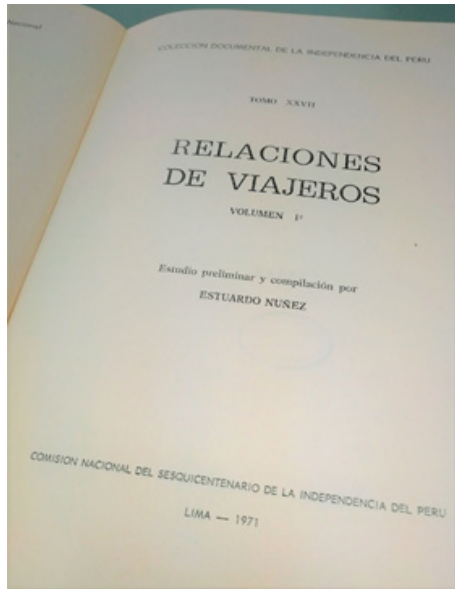 Nacional
COLECCION DOCUMENTAL DE LA INDEPENDENCIA DEL PERU
TOMO XXVII
RELACIONES
DE VIAJEROS
VOLUMEN 1º
Estudio preliminar y compilación por
ESTUARDO NUÑEZ
COMISION NACIONAL DEL SESQUICENTENARIO DE LA INDEPENDENCIA DEL PERU
LIMA — 1971